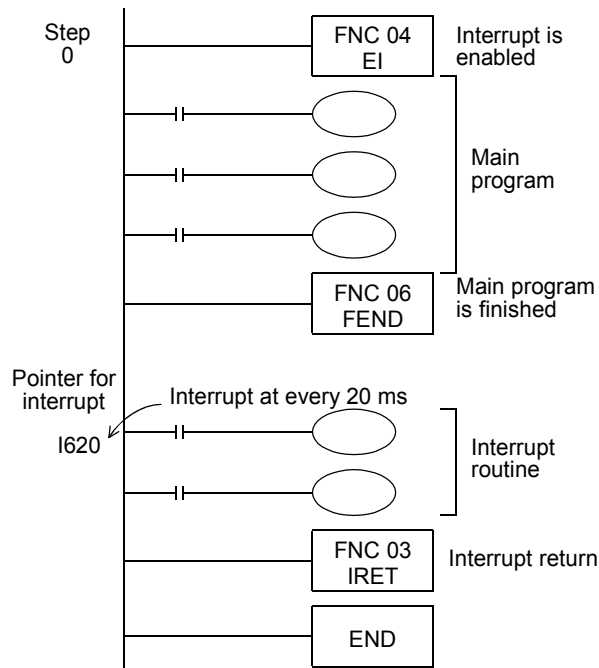 Step
0
FNC 04
EI
Interrupt is
enabled
Main
program
FNC 06
FEND
Main program
is finished
Pointer for
interrupt
I620
Interrupt at every 20 ms
Interrupt
routine
FNC 03
IRET
Interrupt return
END